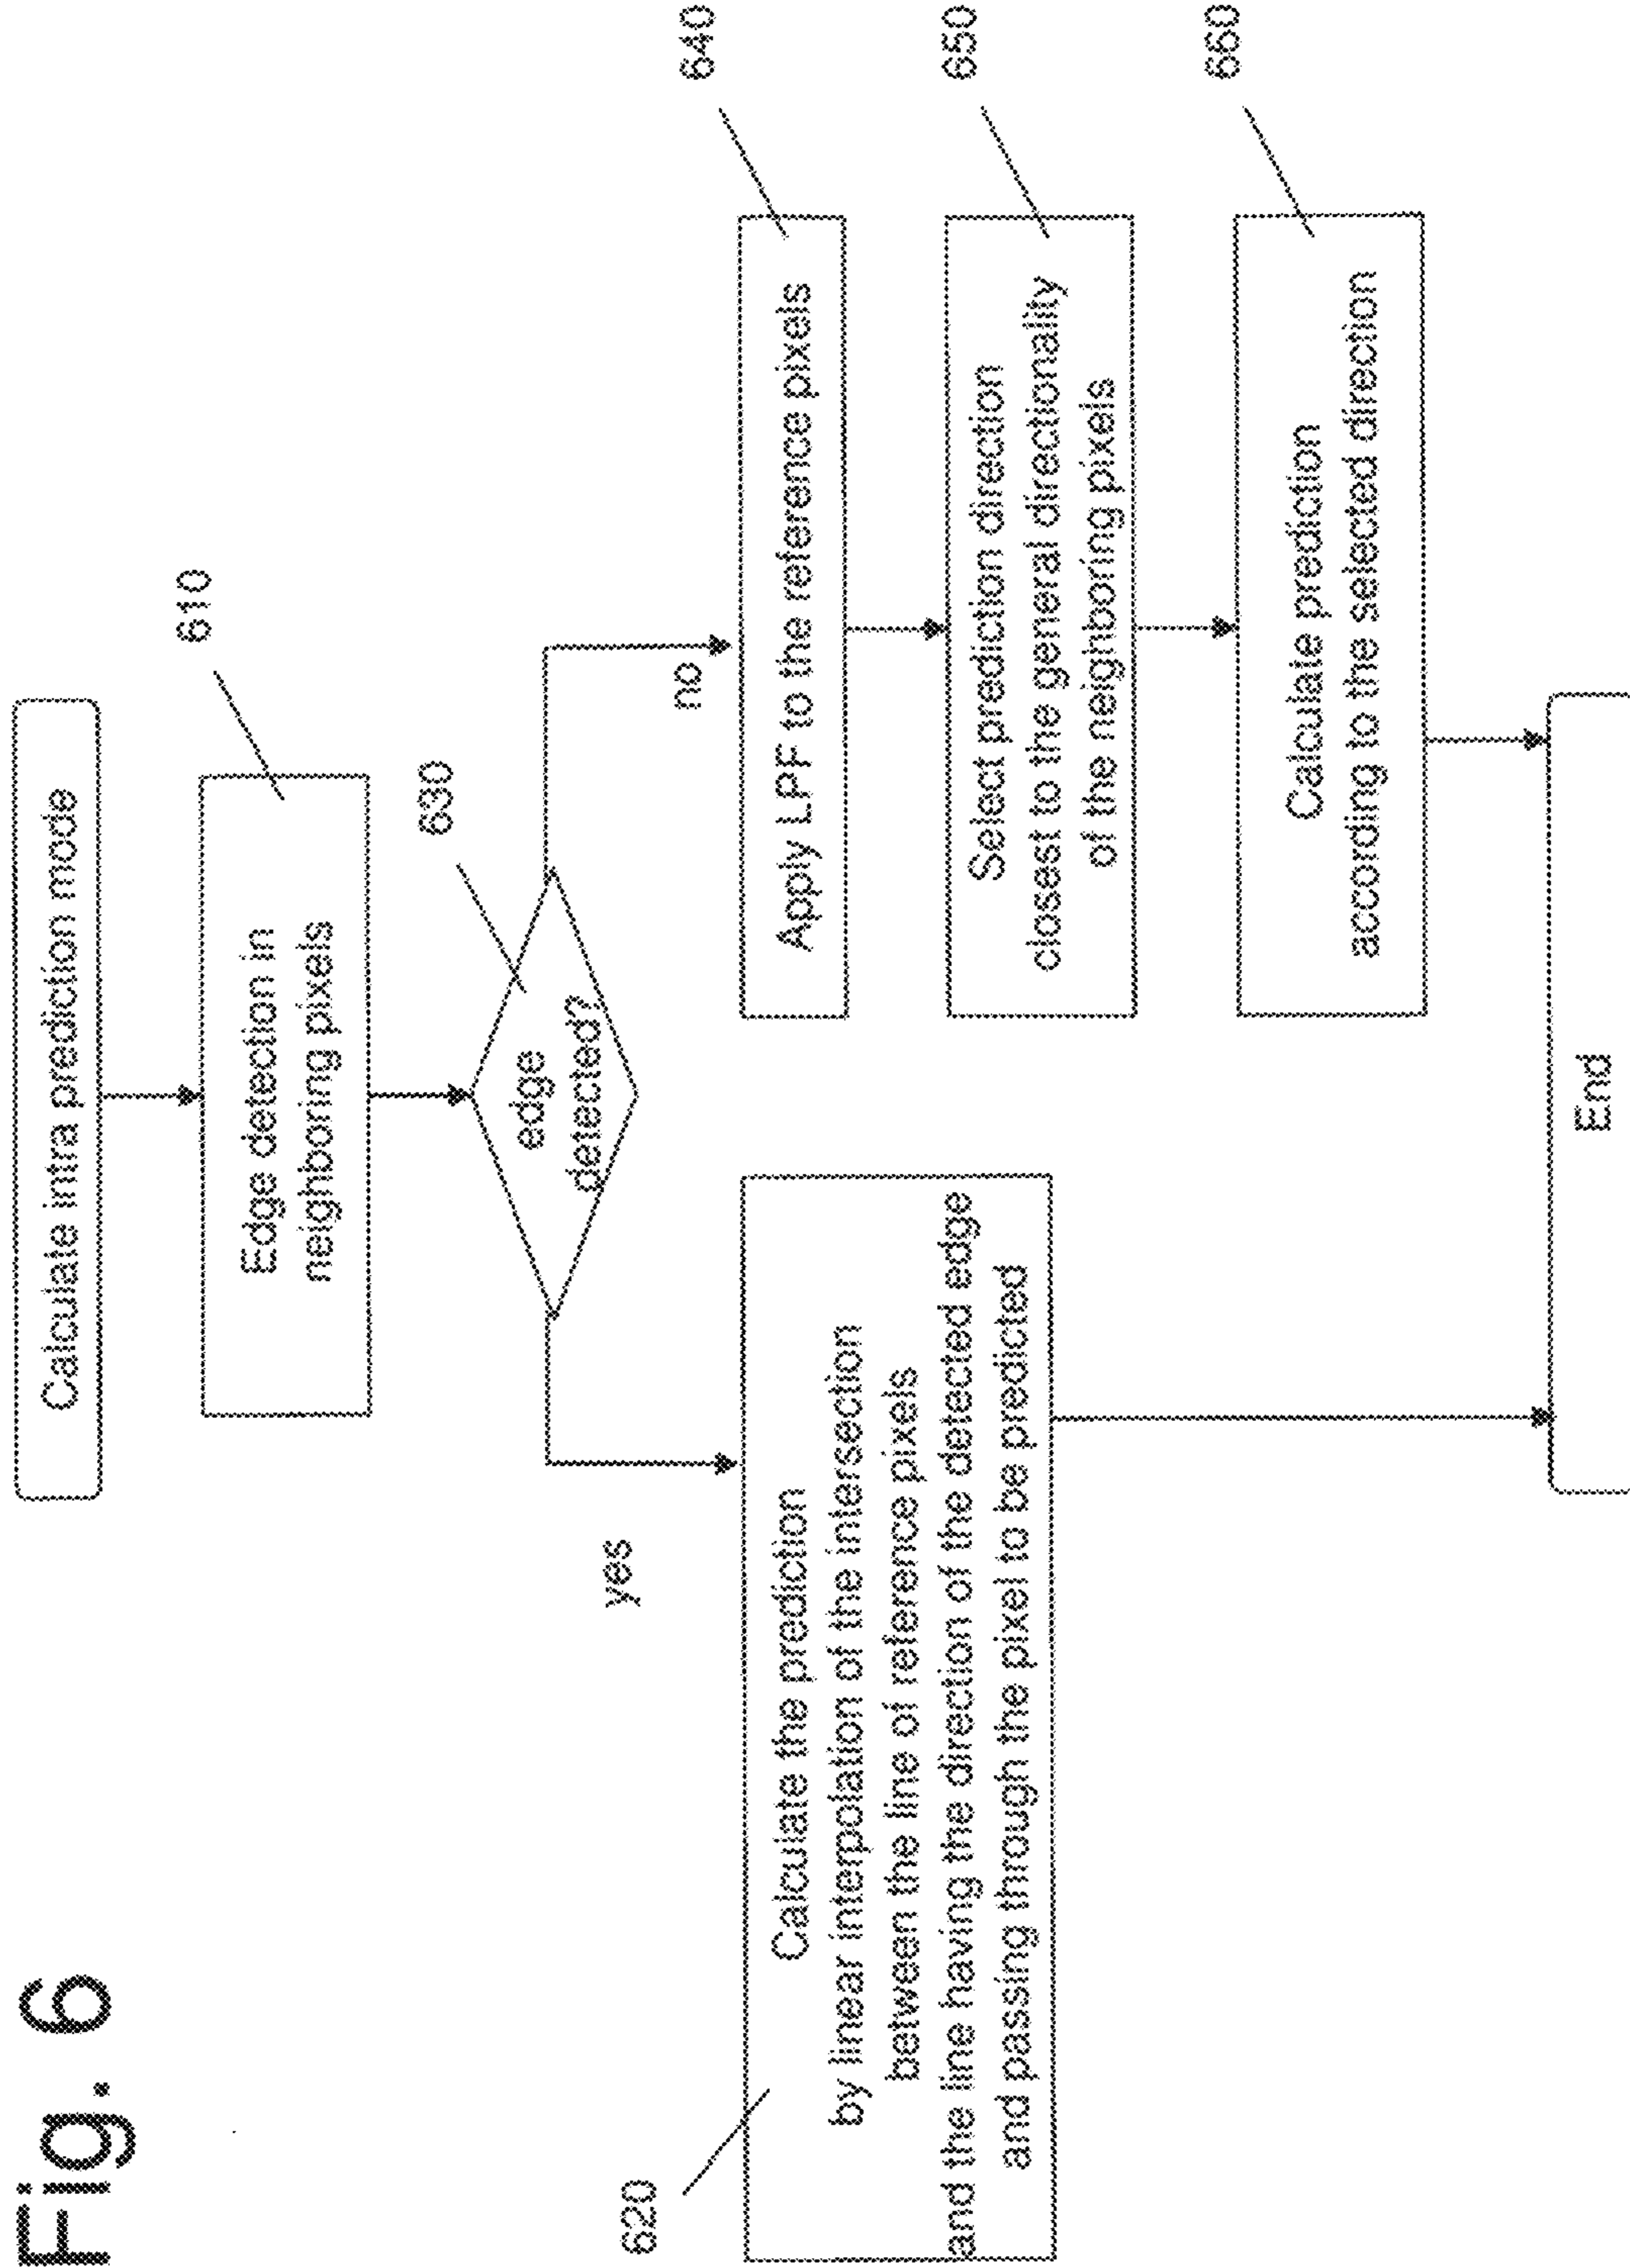 Fig. 6
Calculate intra prediction mode
610
Edge detection in
neighboring pixels
630
edge
detected?
yes
no
620
Calculate the prediction
by linear interpolation of the intersection
between the line of reference pixels
and the line having the direction of the detected edge
and passing through the pixel to be predicted
640
Apply LPF to the reference pixels
650
Select prediction direction
closest to the general directionality
of the neighboring pixels
660
Calculate prediction
according to the selected direction
End